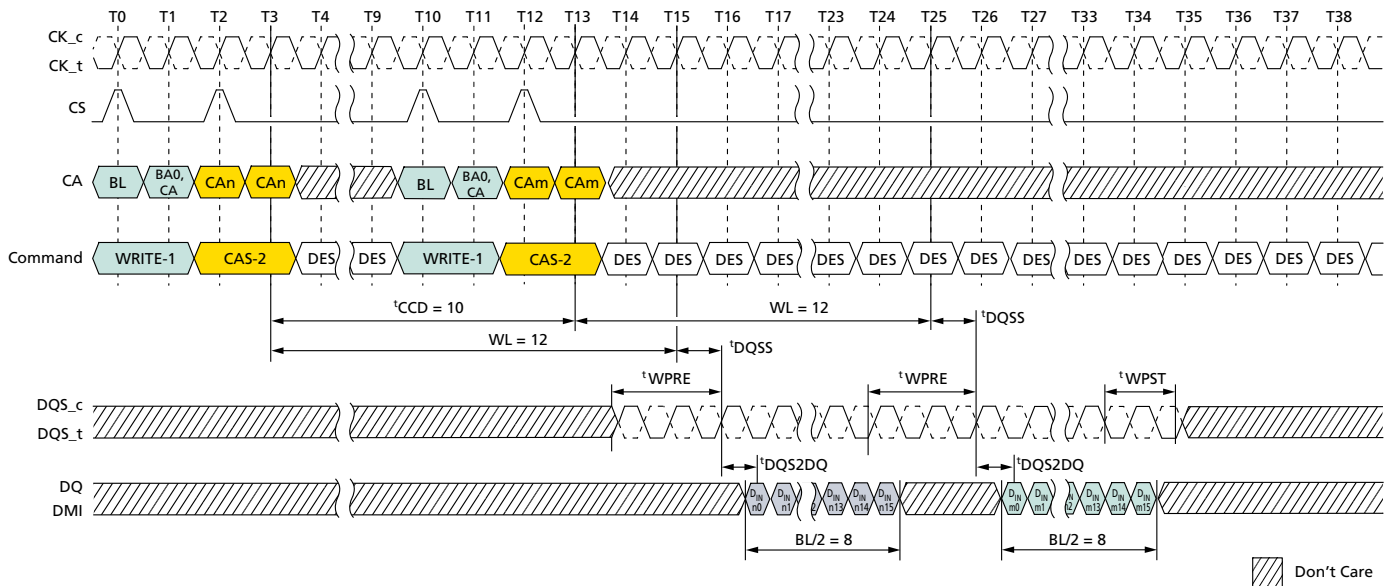 T0 T1 T2 T3 T4 T9 T10 T11 T12 T13 T14 T15 T16 T17 T23 T24 T25 T26 T27 T33 T34 T35 T36 T37 T38
CK_c
CK_t
CS
CA BL BA0, CA CAn CAn BL BA0, CA CAm CAm
Command WRITE-1 CAS-2 DES DES WRITE-1 CAS-2 DES DES DES DES DES DES DES DES DES DES DES DES DES DES DES
tCCD = 10 WL = 12 tDQSS
WL = 12 tDQSS
tWPRE tWPRE tWPST
DQS_c
DQS_t
tDQS2DQ tDQS2DQ
DQ DIN n0 DIN n1 DIN n13 DIN n14 DIN n15 DIN m0 DIN m1 DIN m13 DIN m14 DIN m15
DMI
BL/2 = 8 BL/2 = 8
Don't Care